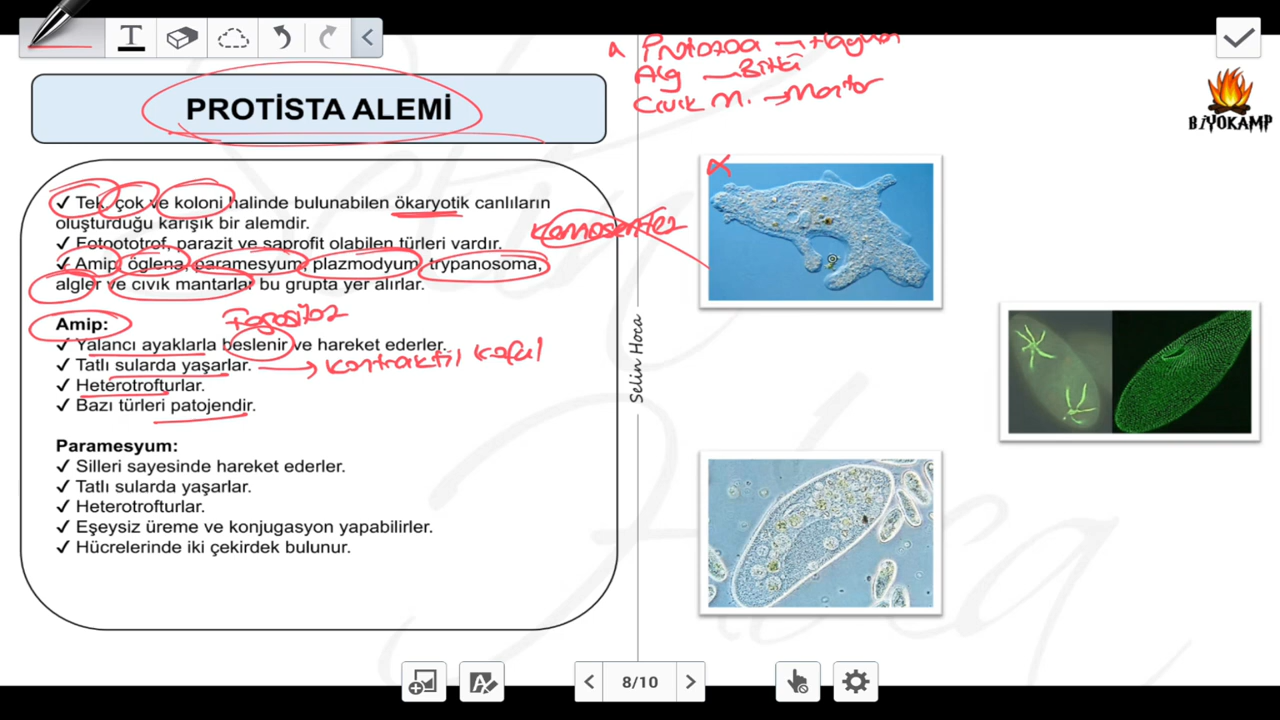 Protozoa → Hayvan
Alg → Bitki
Cıvık M. → Mantar
PROTİSTA ALEMİ
BiYOKAMP
✓ Tek, çok ve koloni halinde bulunabilen ökaryotik canlıların
oluşturduğu karışık bir alemdir.
✓ Fotoototrof, parazit ve saprofit olabilen türleri vardır.
✓ Amip, öglena, paramesyum, plazmodyum, trypanosoma,
algler ve cıvık mantarlar bu grupta yer alırlar.
Amip:
Fagositoz
✓ Yalancı ayaklarla beslenir ve hareket ederler.
✓ Tatlı sularda yaşarlar. → kontraktil koful
✓ Heterotrofturlar.
✓ Bazı türleri patojendir.
Paramesyum:
✓ Silleri sayesinde hareket ederler.
✓ Tatlı sularda yaşarlar.
✓ Heterotrofturlar.
✓ Eşeysiz üreme ve konjugasyon yapabilirler.
✓ Hücrelerinde iki çekirdek bulunur.
Selin Hoca
8/10